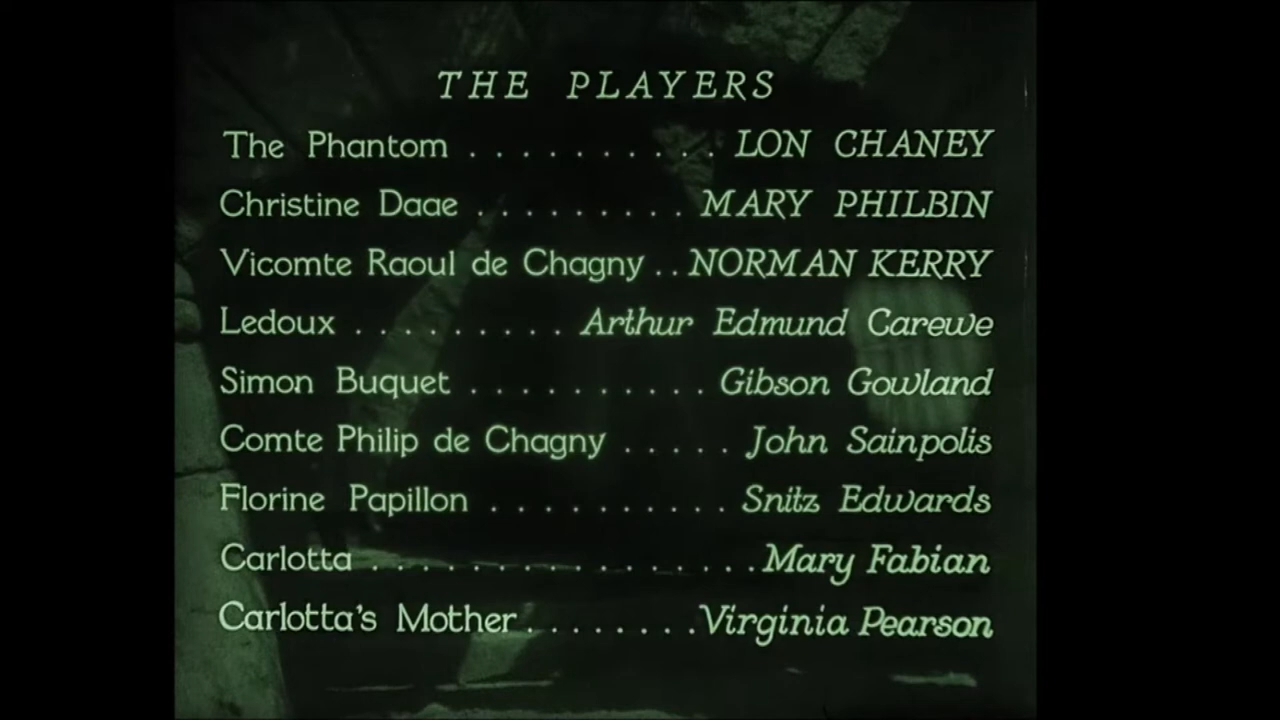 THE PLAYERS
The Phantom . . . . . . . . . . LON CHANEY
Christine Daae . . . . . . . . . MARY PHILBIN
Vicomte Raoul de Chagny . . NORMAN KERRY
Ledoux . . . . . . . . . Arthur Edmund Carewe
Simon Buquet . . . . . . . . . . Gibson Gowland
Comte Philip de Chagny . . . . . John Sainpolis
Florine Papillon . . . . . . . . . . Snitz Edwards
Carlotta . . . . . . . . . . . . . . . . . Mary Fabian
Carlotta's Mother . . . . . . . . Virginia Pearson